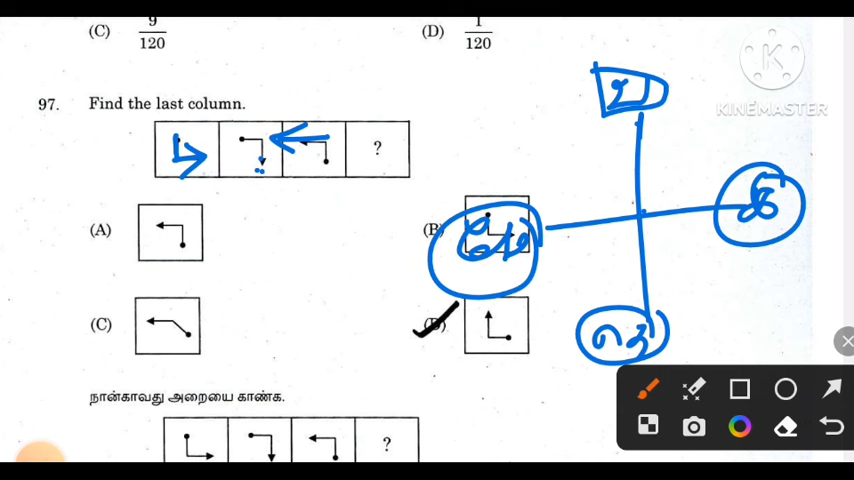 (C) 9/120 (D) 1/120
97. Find the last column.
?
(A) (B)
(C) (D)
நான்காவது அறையை காண்க.
?
K
KINEMASTER
உ
தெ